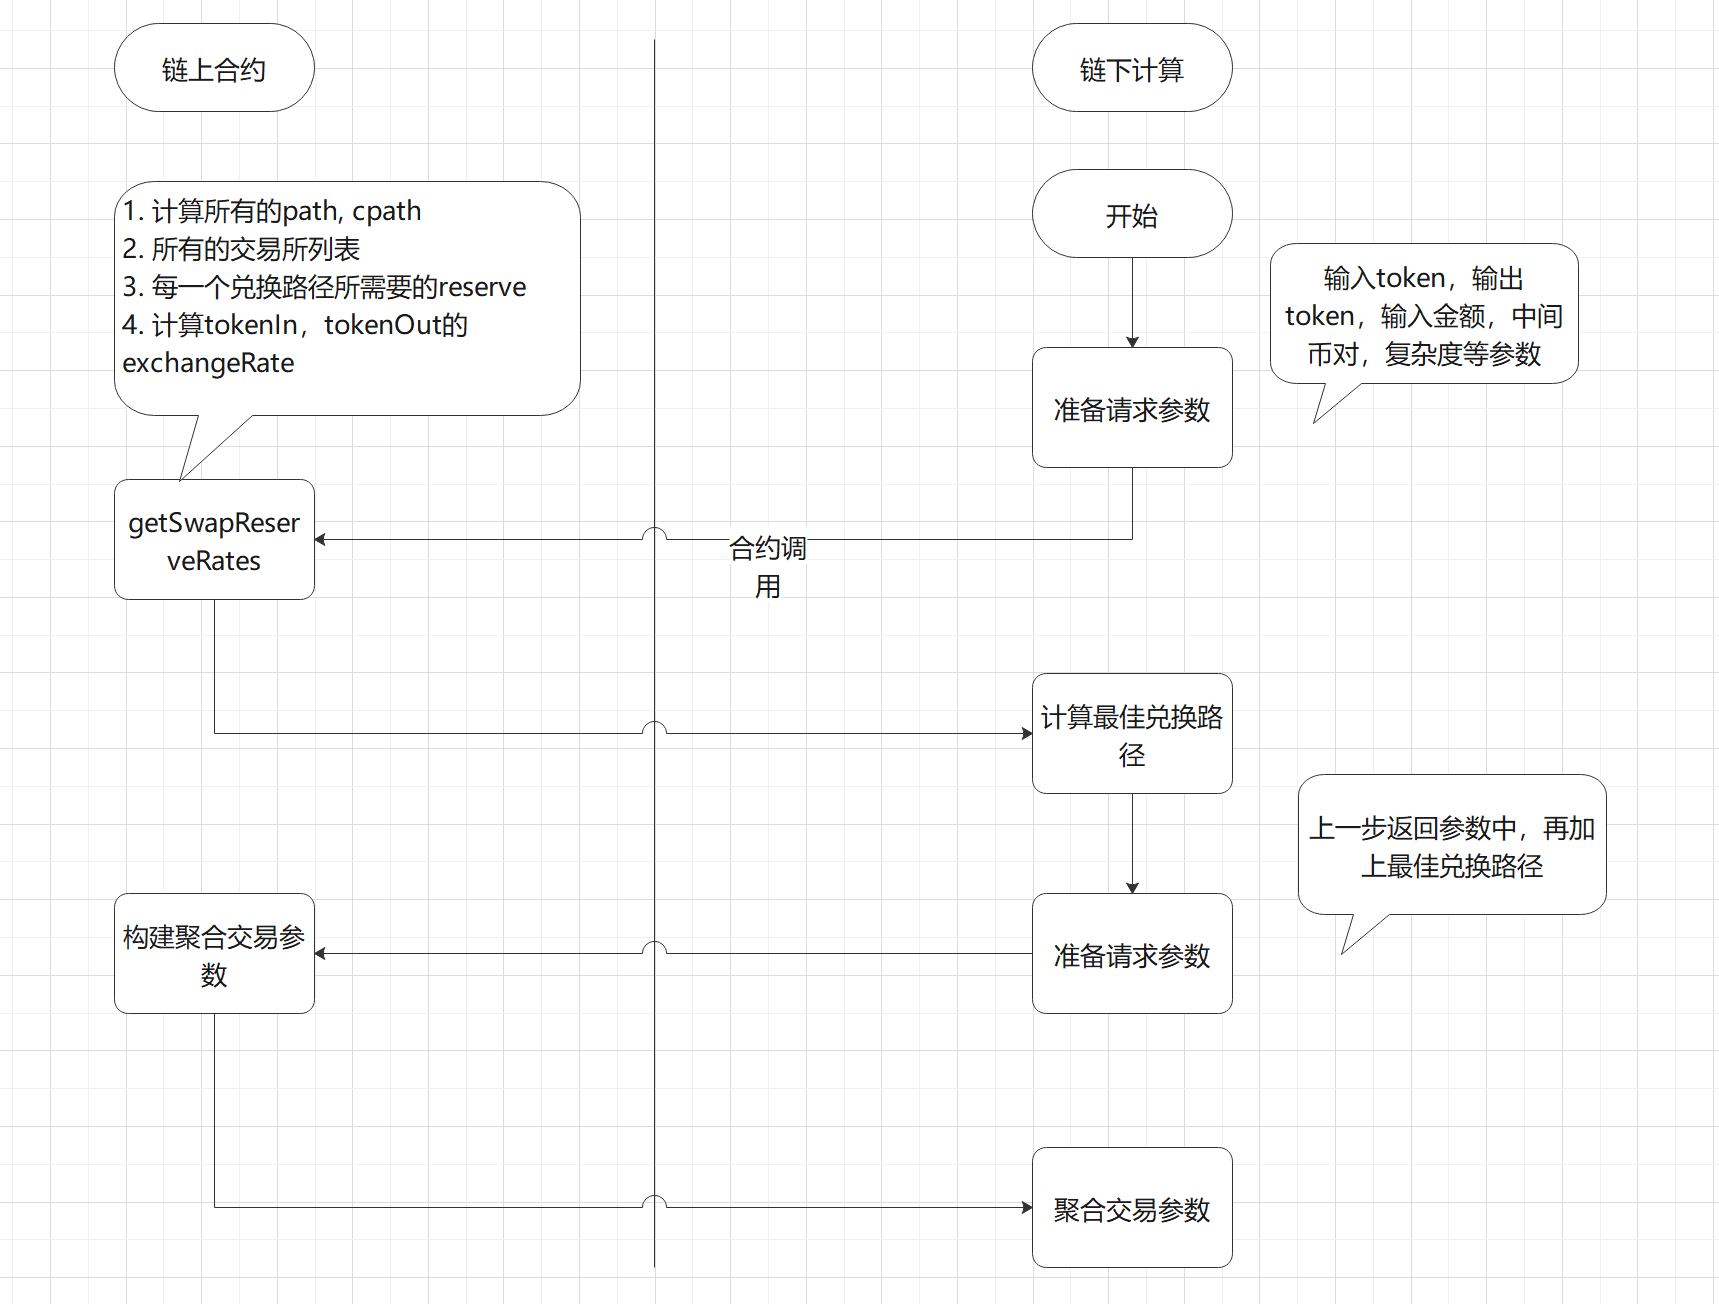 链上合约
链下计算
1. 计算所有的path, cpath
2. 所有的交易所列表
3. 每一个兑换路径所需要的reserve
4. 计算tokenIn，tokenOut的
exchangeRate
开始
输入token，输出
token，输入金额，中间
币对，复杂度等参数
准备请求参数
getSwapReser
veRates
合约调
用
计算最佳兑换路
径
上一步返回参数中，再加
上最佳兑换路径
构建聚合交易参
数
准备请求参数
聚合交易参数